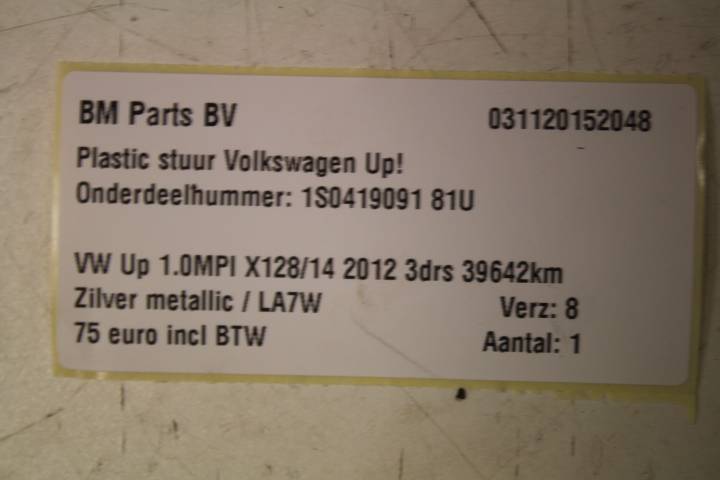 BM Parts BV 031120152048
Plastic stuur Volkswagen Up!
Onderdeelhummer: 1S0419091 81U
VW Up 1.0MPI X128/14 2012 3drs 39642km
Zilver metallic / LA7W Verz: 8
75 euro incl BTW Aantal: 1